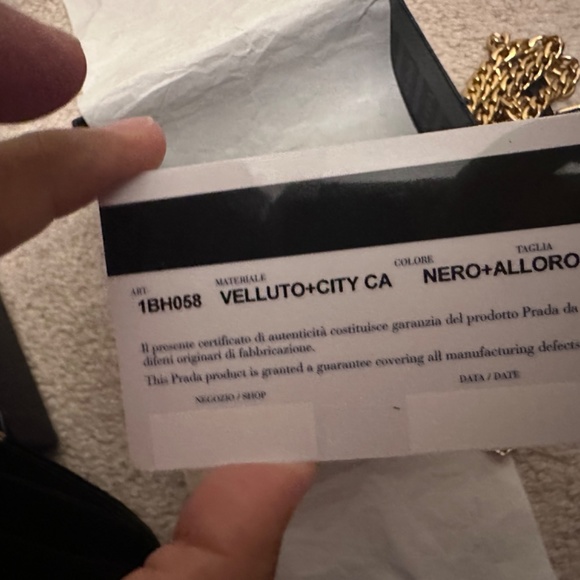 ART.
MATERIALE
COLORE
TAGLIA
1BH058
VELLUTO+CITY CA
NERO+ALLORO
Il presente certificato di autenticità costituisce garanzia del prodotto Prada da
difetti originari di fabbricazione.
This Prada product is granted a guarantee covering all manufacturing defects
NEGOZIO / SHOP
DATA / DATE